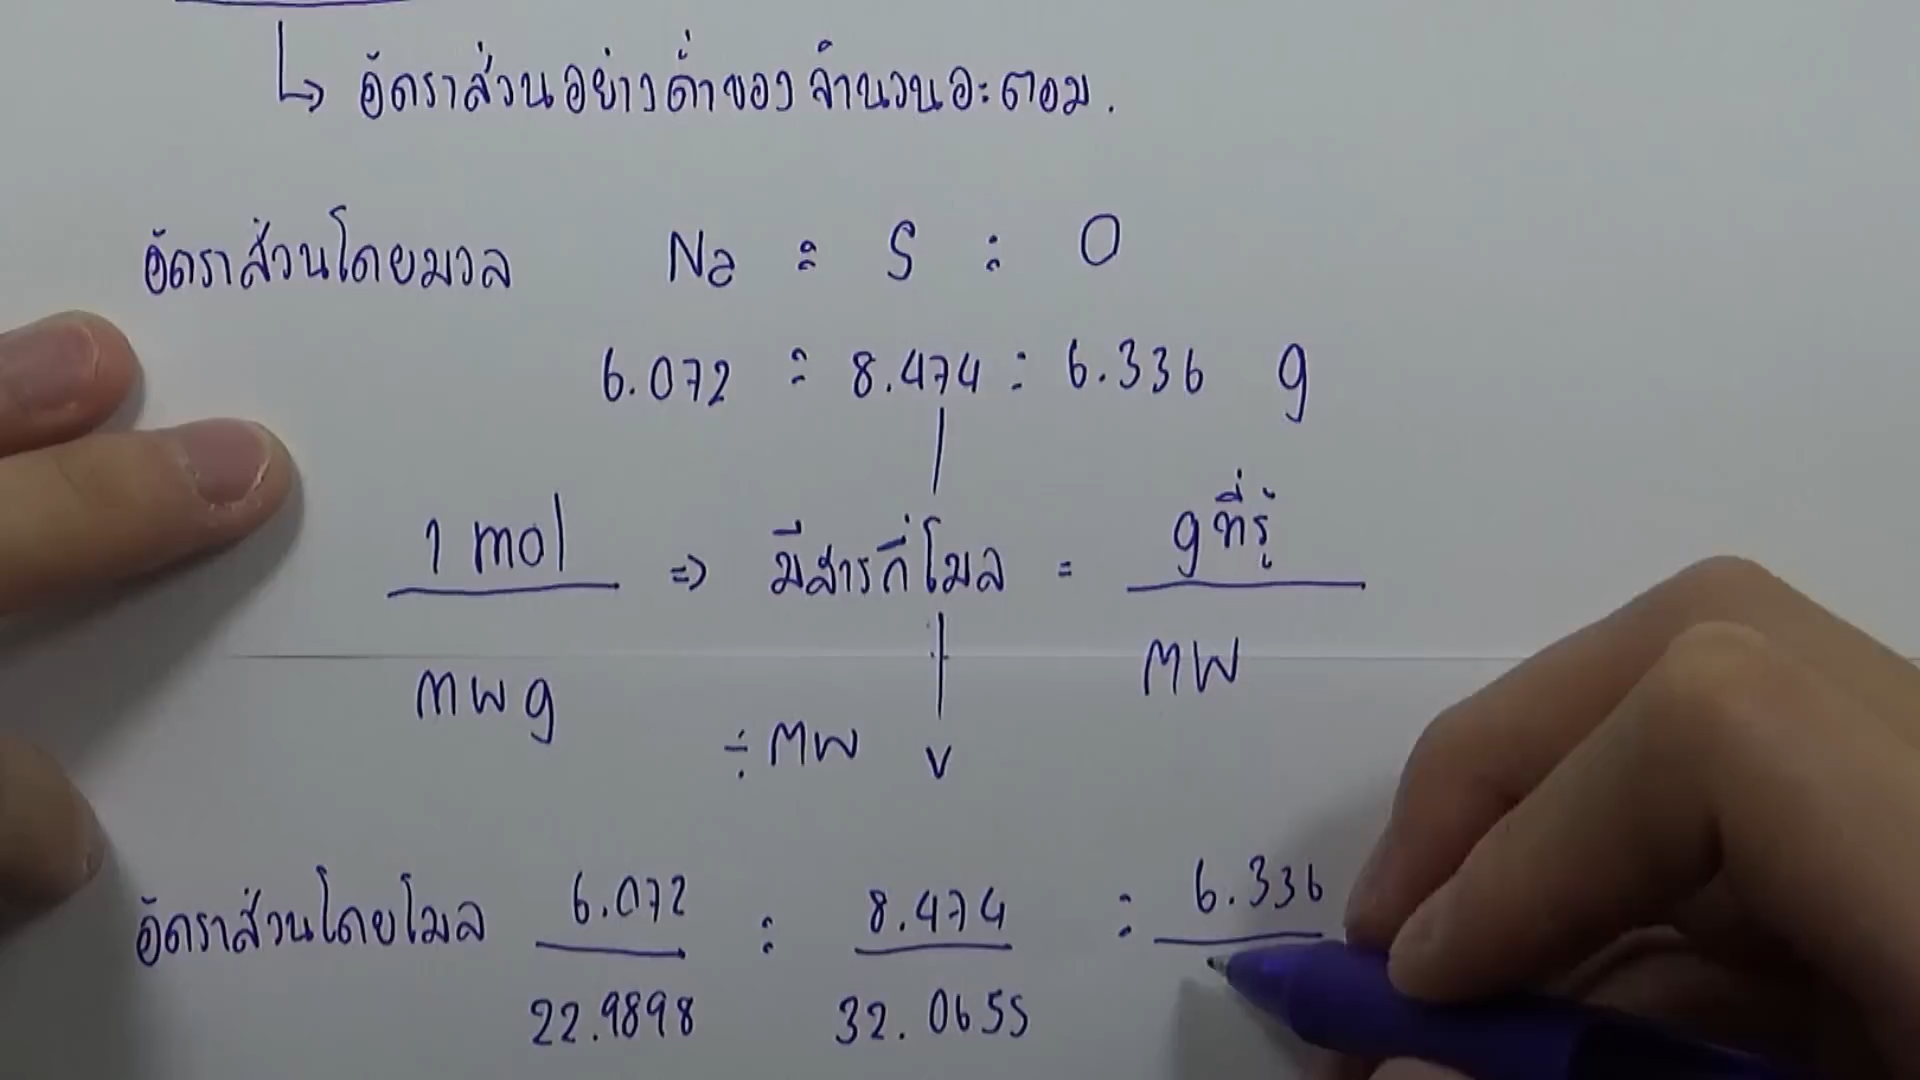 ↳ อัตราส่วนอย่างต่ำของจำนวนอะตอม.
อัตราส่วนโดยมวล Na : S : O
6.072 : 8.474 : 6.336 g
1 mol / mwg ⇒ มีสารกี่โมล = g ที่รู้ / MW
÷ MW
อัตราส่วนโดยโมล 6.072 : 8.474 : 6.336
22.9898 32.0655